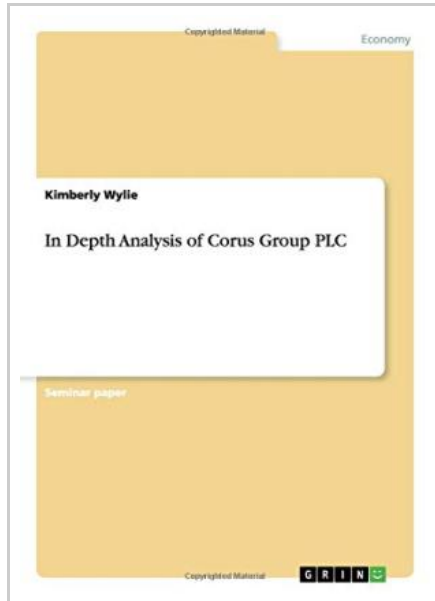 Copyrighted Material
Economy
Kimberly Wylie
In Depth Analysis of Corus Group PLC
Seminar paper
Copyrighted Material
GRIN